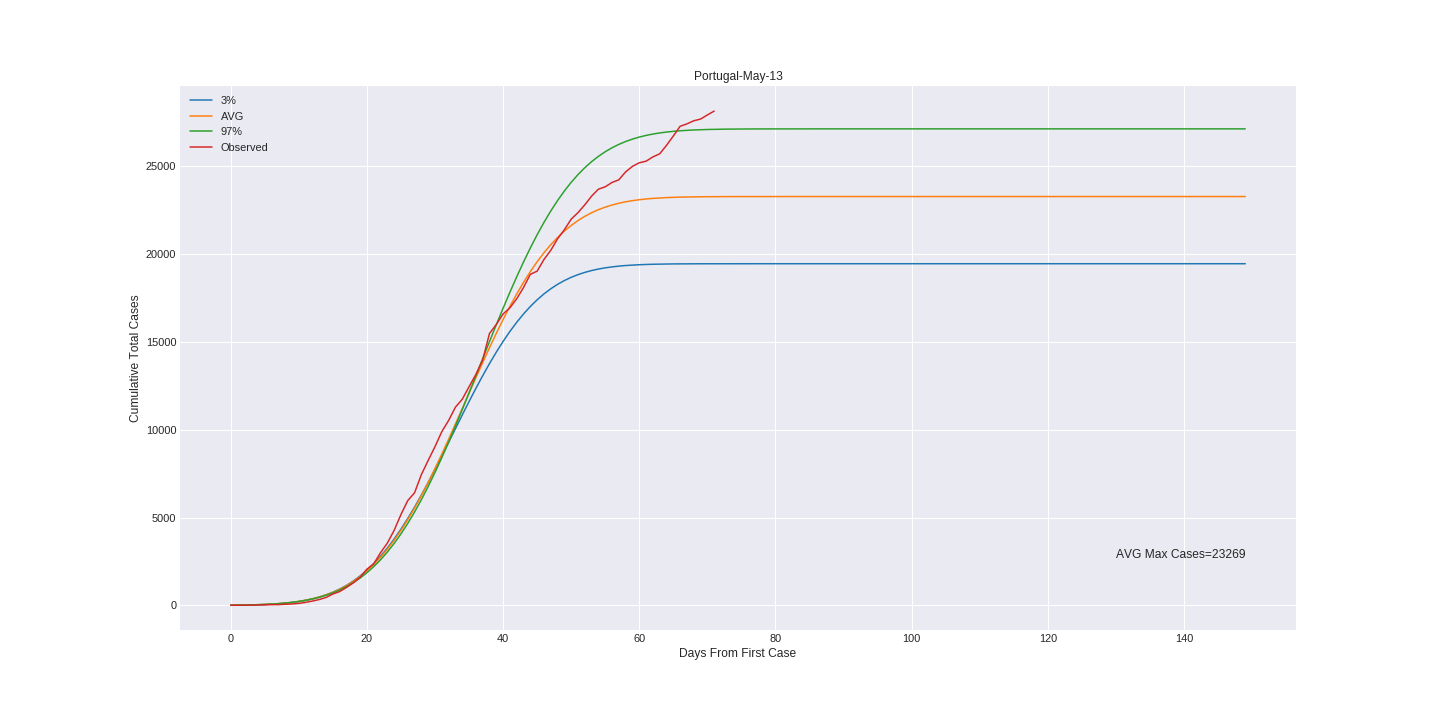 Portugal-May-13
3%
AVG
97%
Observed
25000
20000
15000
10000
5000
0
Cumulative Total Cases
AVG Max Cases=23269
0 20 40 60 80 100 120 140
Days From First Case